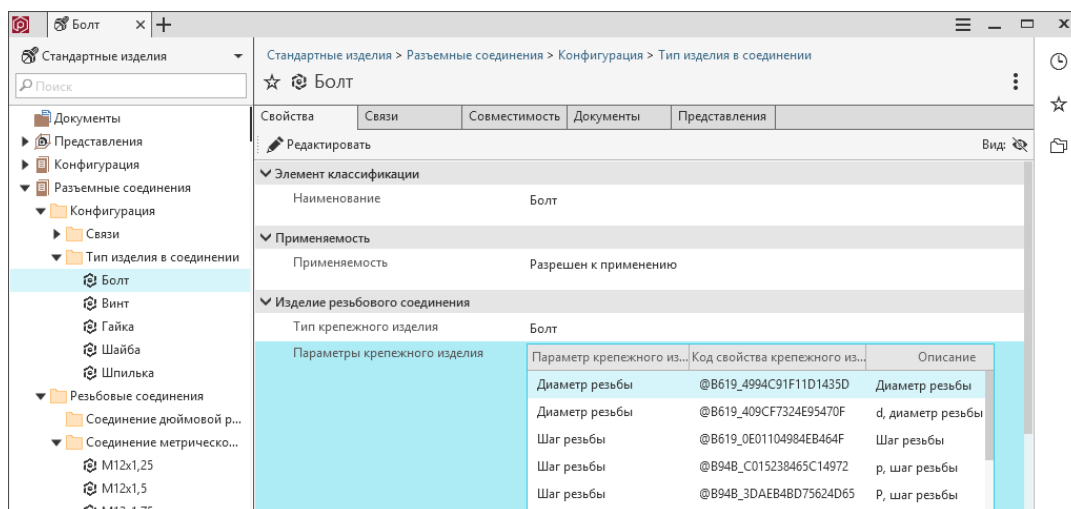 Болт
Стандартные изделия
Поиск
Документы
Представления
Конфигурация
Разъемные соединения
Конфигурация
Связи
Тип изделия в соединении
Болт
Винт
Гайка
Шайба
Шпилька
Резьбовые соединения
Соединение дюймовой р...
Соединение метрическо...
М12х1,25
М12х1,5
Стандартные изделия > Разъемные соединения > Конфигурация > Тип изделия в соединении
Болт
Свойства Связи Совместимость Документы Представления
Редактировать Вид:
Элемент классификации
Наименование Болт
Применяемость
Применяемость Разрешен к применению
Изделие резьбового соединения
Тип крепежного изделия Болт
Параметры крепежного изделия
Параметр крепежного из... Код свойства крепежного из... Описание
Диаметр резьбы @B619_4994C91F11D1435D Диаметр резьбы
Диаметр резьбы @B619_409CF7324E95470F d, диаметр резьбы
Шаг резьбы @B619_0E01104984EB464F Шаг резьбы
Шаг резьбы @B94B_C015238465C14972 p, шаг резьбы
Шаг резьбы @B94B_3DAEB4BD75624D65 P, шаг резьбы